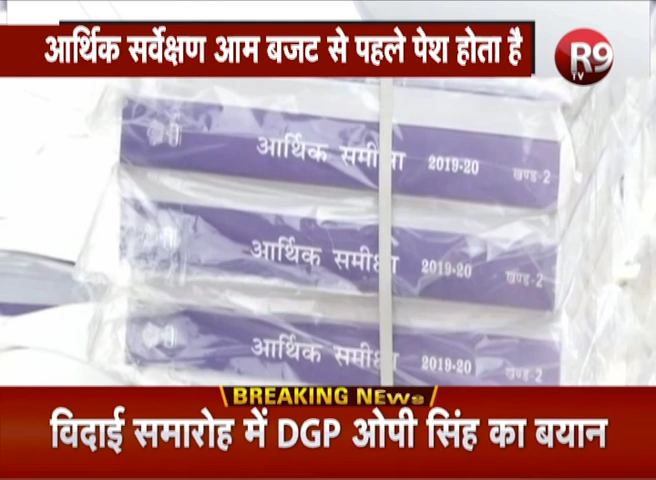 आर्थिक सर्वेक्षण आम बजट से पहले पेश होता है
R9
TV
आर्थिक समीक्षा 2019-20 खण्ड-2
आर्थिक समीक्षा 2019-20 खण्ड-2
आर्थिक समीक्षा 2019-20 खण्ड-2
BREAKING NEWS
विदाई समारोह में DGP ओपी सिंह का बयान